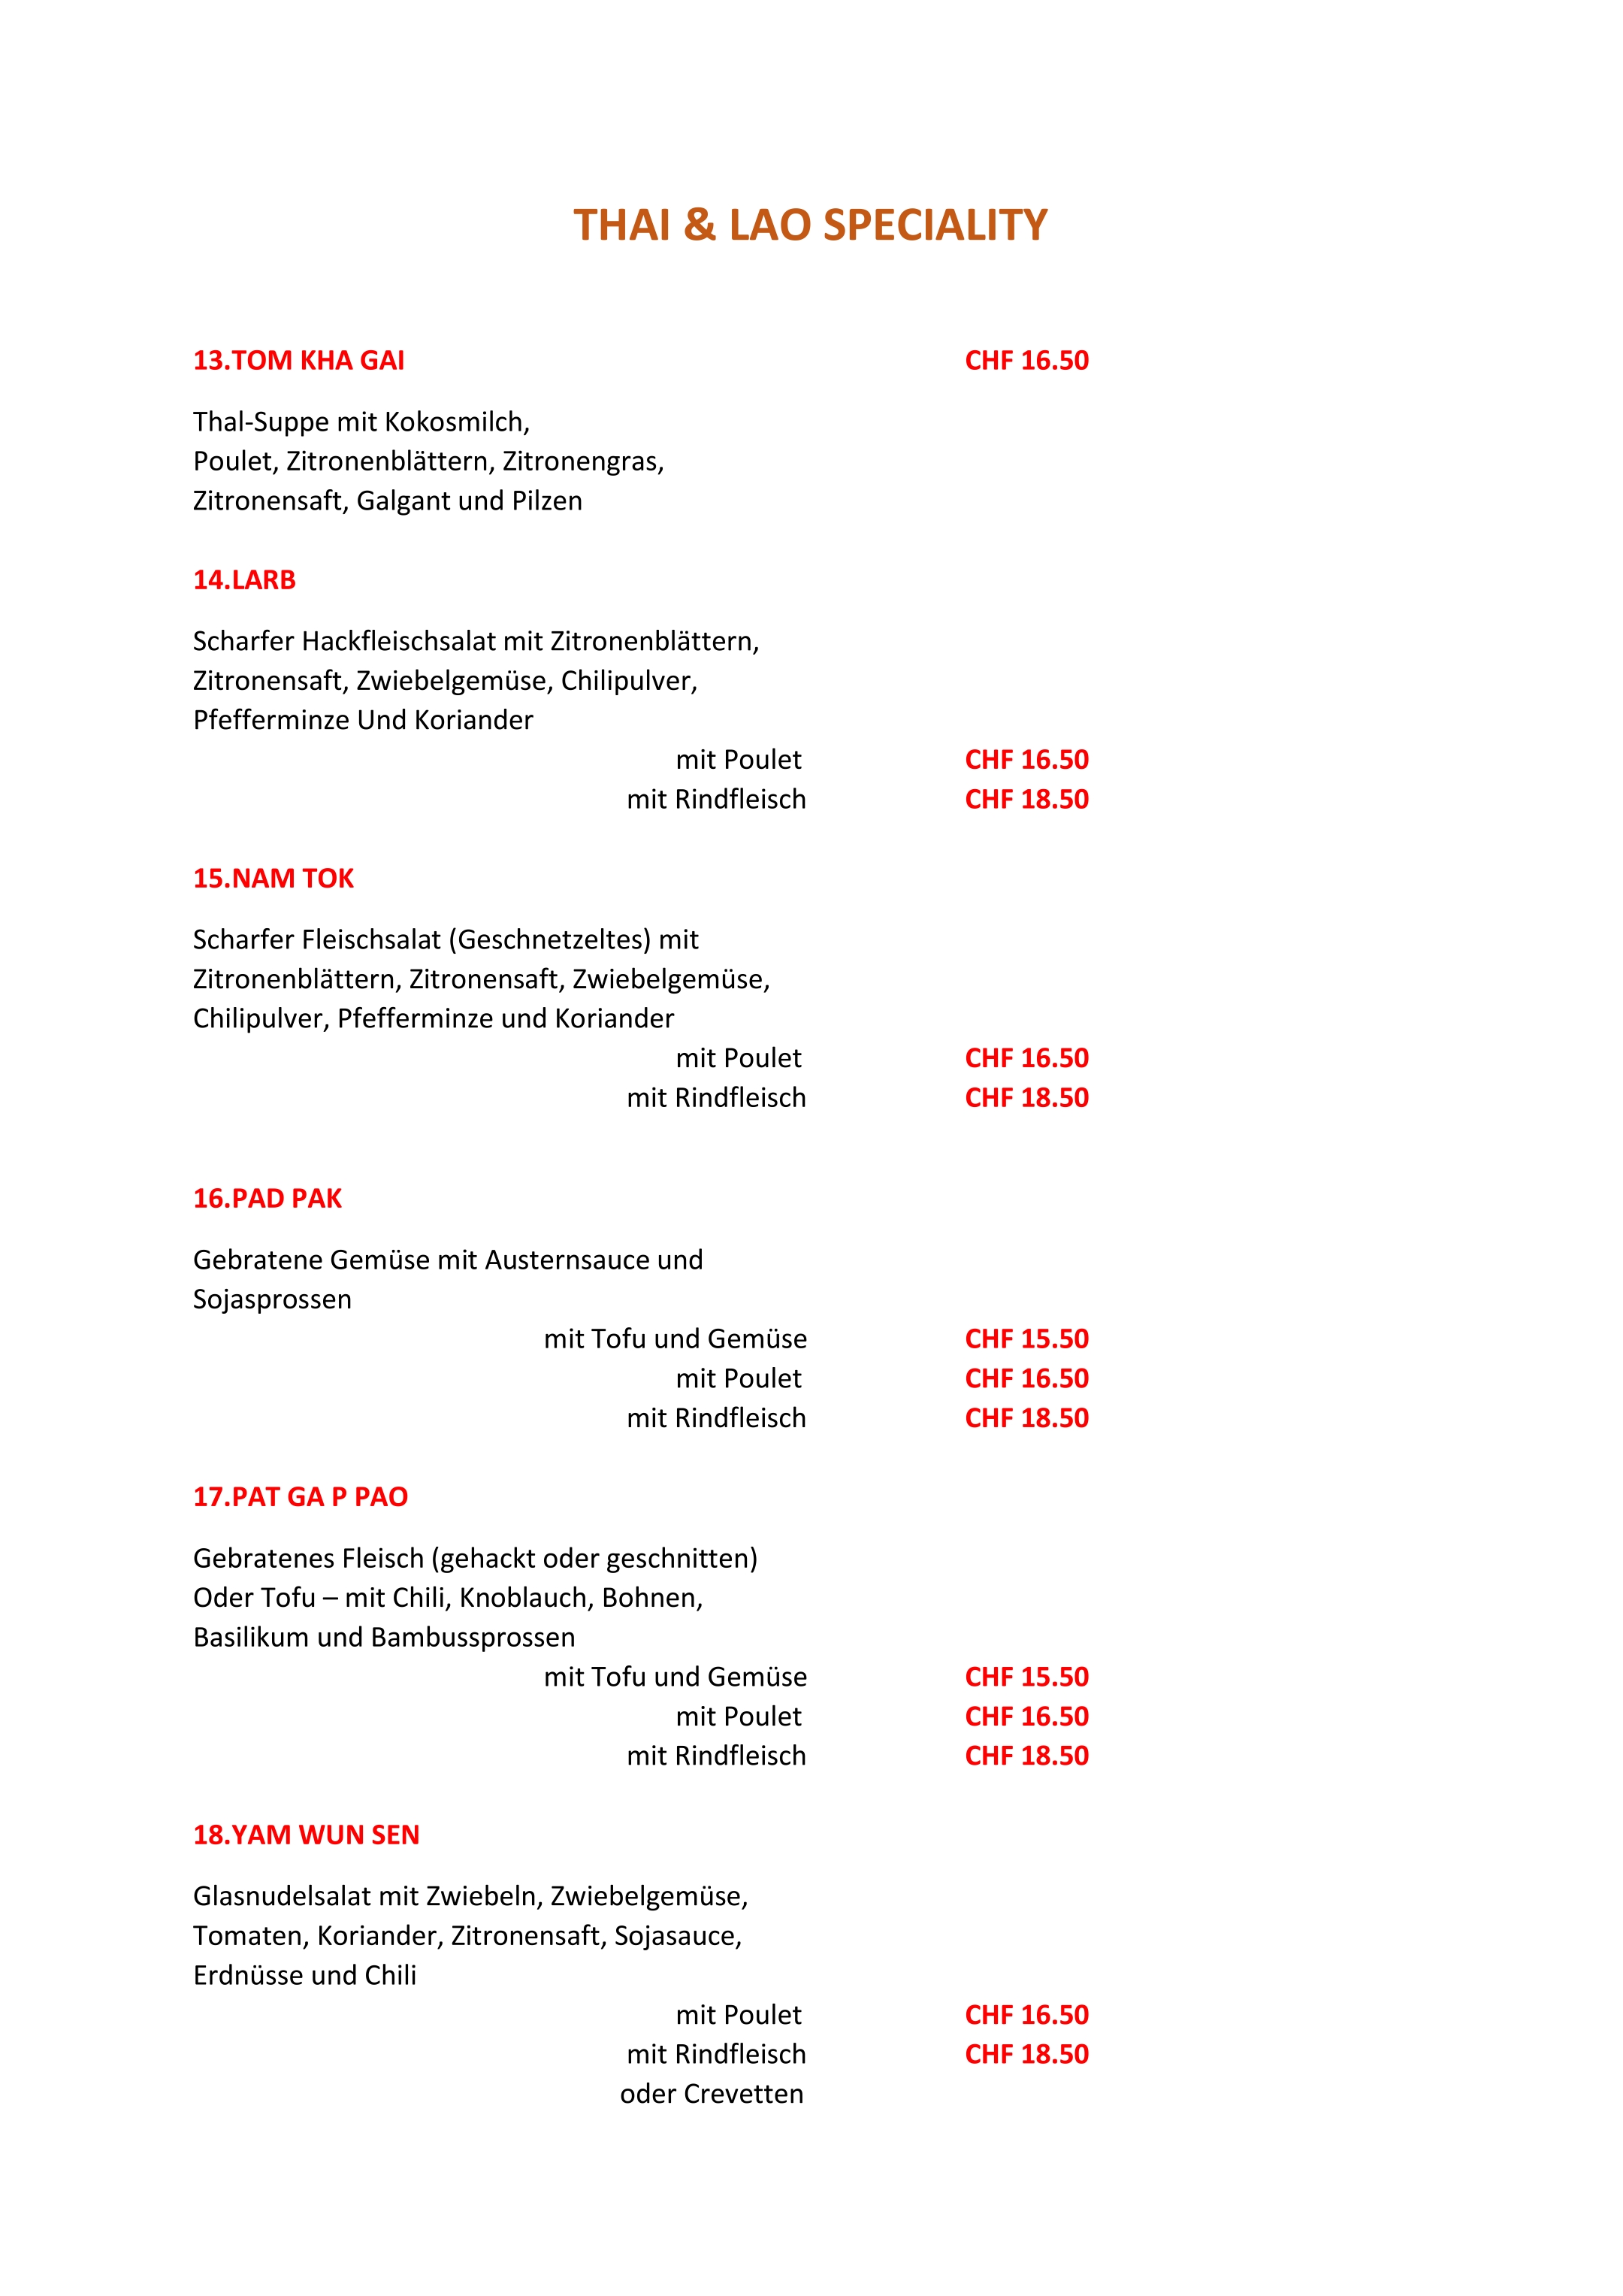 THAI & LAO SPECIALITY
13.TOM KHA GAI CHF 16.50
Thal-Suppe mit Kokosmilch,
Poulet, Zitronenblättern, Zitronengras,
Zitronensaft, Galgant und Pilzen
14.LARB
Scharfer Hackfleischsalat mit Zitronenblättern,
Zitronensaft, Zwiebelgemüse, Chilipulver,
Pfefferminze Und Koriander
mit Poulet CHF 16.50
mit Rindfleisch CHF 18.50
15.NAM TOK
Scharfer Fleischsalat (Geschnetzeltes) mit
Zitronenblättern, Zitronensaft, Zwiebelgemüse,
Chilipulver, Pfefferminze und Koriander
mit Poulet CHF 16.50
mit Rindfleisch CHF 18.50
16.PAD PAK
Gebratene Gemüse mit Austernsauce und
Sojasprossen
mit Tofu und Gemüse CHF 15.50
mit Poulet CHF 16.50
mit Rindfleisch CHF 18.50
17.PAT GA P PAO
Gebratenes Fleisch (gehackt oder geschnitten)
Oder Tofu – mit Chili, Knoblauch, Bohnen,
Basilikum und Bambussprossen
mit Tofu und Gemüse CHF 15.50
mit Poulet CHF 16.50
mit Rindfleisch CHF 18.50
18.YAM WUN SEN
Glasnudelsalat mit Zwiebeln, Zwiebelgemüse,
Tomaten, Koriander, Zitronensaft, Sojasauce,
Erdnüsse und Chili
mit Poulet CHF 16.50
mit Rindfleisch CHF 18.50
oder Crevetten